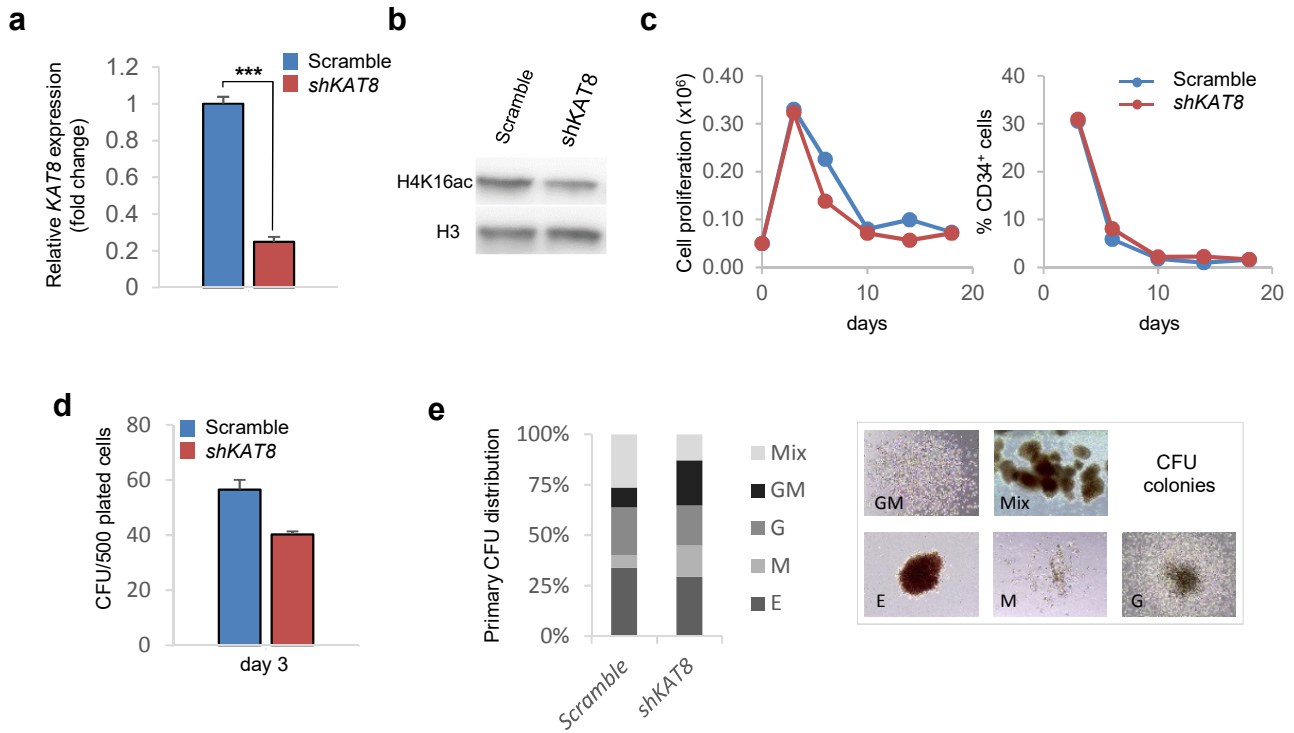 a
Relative KAT8 expression
(fold change)
1.2
1
0.8
0.6
0.4
0.2
0
***
Scramble
shKAT8
b
Scramble
shKAT8
H4K16ac
H3
c
Cell proliferation (x10⁶)
0.40
0.30
0.20
0.10
0.00
0
10
20
days
% CD34⁺ cells
40
30
20
10
0
0
10
20
days
Scramble
shKAT8
d
CFU/500 plated cells
80
60
40
20
0
Scramble
shKAT8
day 3
e
Primary CFU distribution
100%
75%
50%
25%
0%
Scramble
shKAT8
Mix
GM
G
M
E
GM
Mix
CFU
colonies
E
M
G